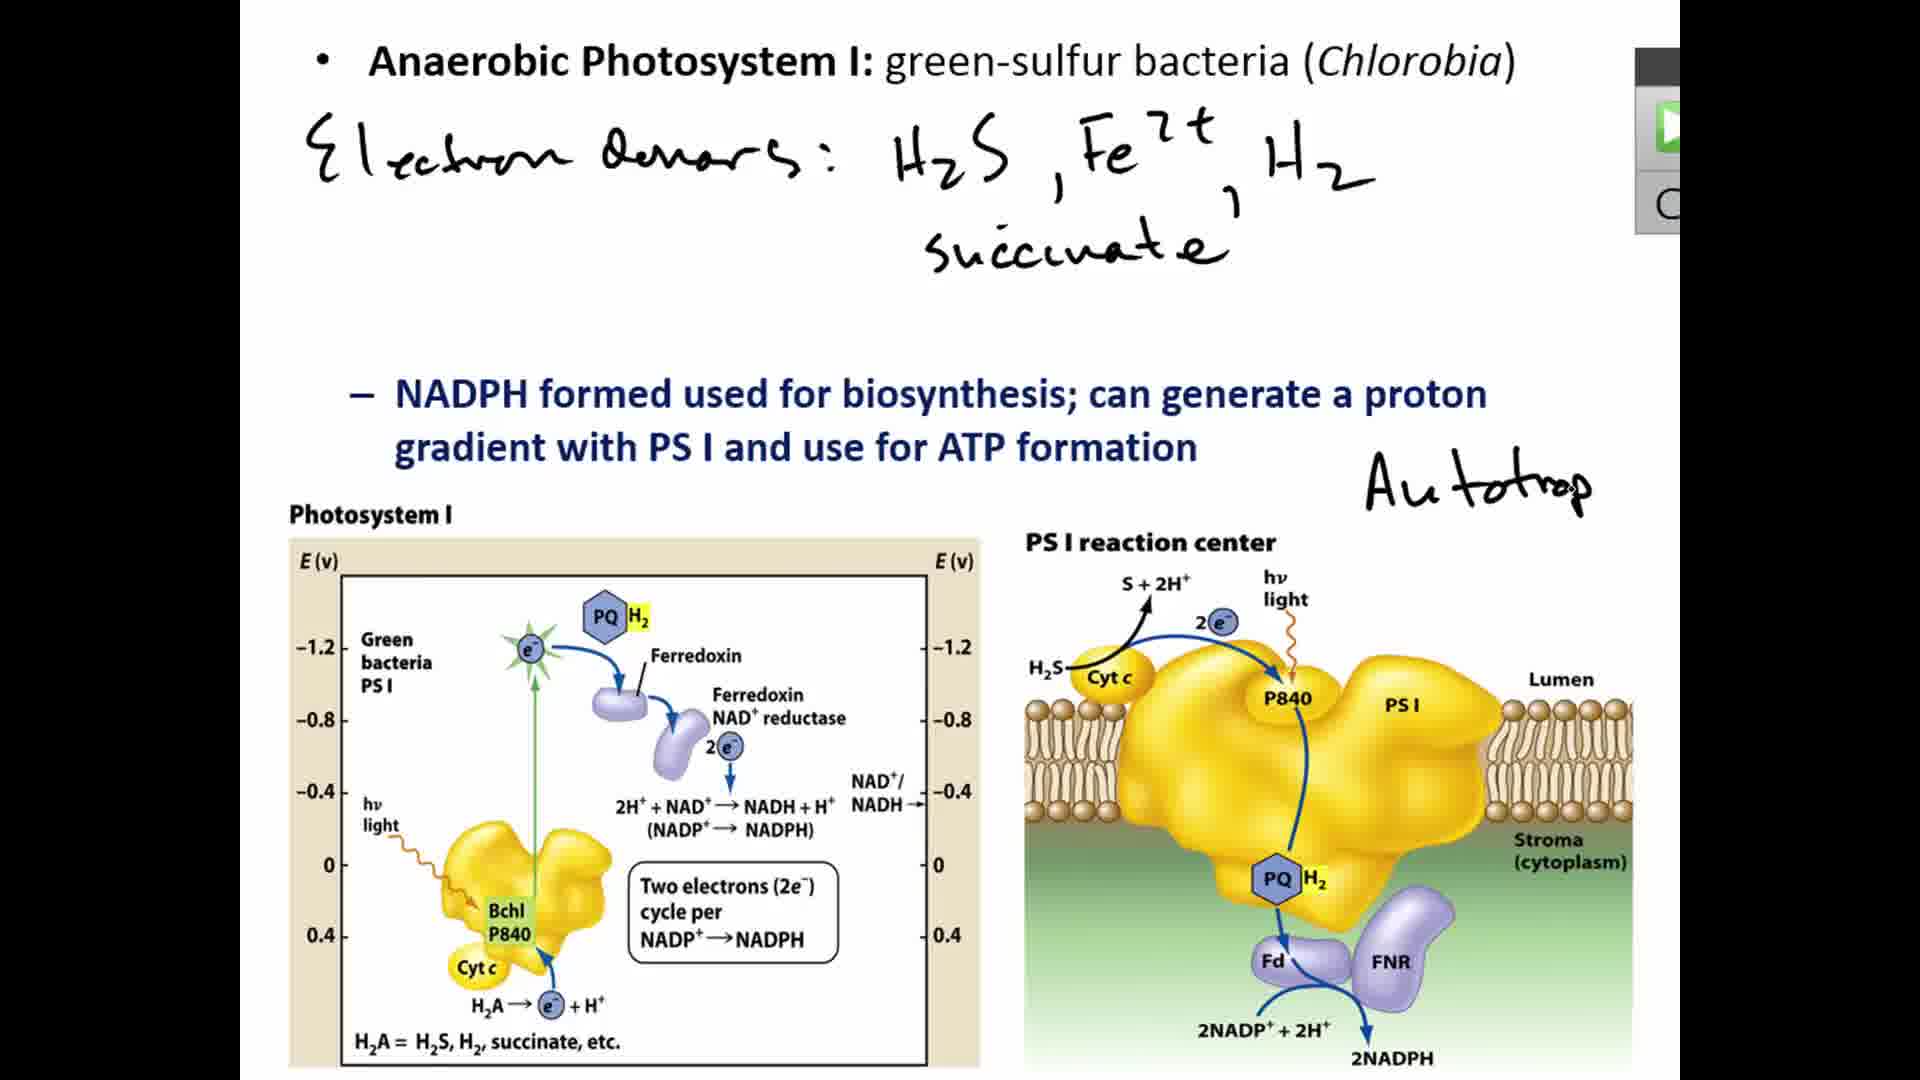 • Anaerobic Photosystem I: green-sulfur bacteria (Chlorobia)
Electron donors: H₂S, Fe²⁺, H₂
succinate
– NADPH formed used for biosynthesis; can generate a proton
gradient with PS I and use for ATP formation
Autotrop
Photosystem I
E (v)
E (v)
PQ H₂
–1.2
Green
bacteria
PS I
e⁻
Ferredoxin
–1.2
Ferredoxin
NAD⁺ reductase
–0.8
–0.8
2 e⁻
–0.4
hν
light
2H⁺ + NAD⁺ → NADH + H⁺
(NADP⁺ → NADPH)
NAD⁺/
NADH →
–0.4
0
0
Bchl
P840
Two electrons (2e⁻)
cycle per
NADP⁺ → NADPH
0.4
0.4
Cyt c
H₂A → e⁻ + H⁺
H₂A = H₂S, H₂, succinate, etc.
PS I reaction center
S + 2H⁺
hν
light
2 e⁻
H₂S
Cyt c
P840
PS I
Lumen
Stroma
(cytoplasm)
PQ H₂
Fd
FNR
2NADP⁺ + 2H⁺
2NADPH